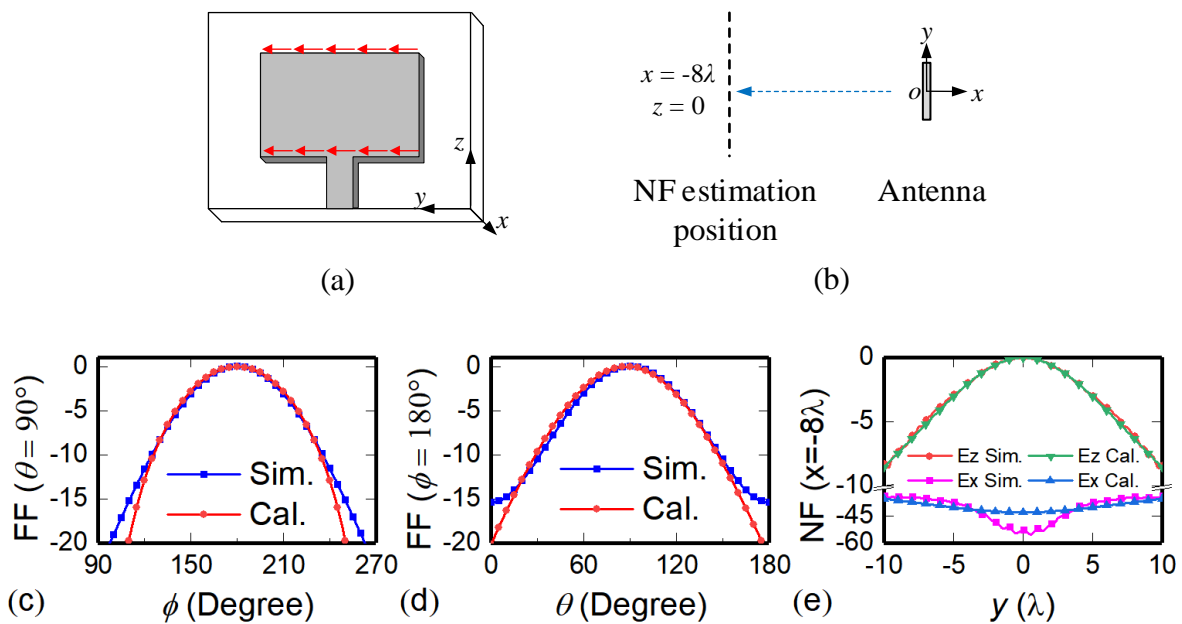 z
y
x
(a)
x = -8λ
z = 0
y
o
x
NF estimation
position
Antenna
(b)
FF (θ = 90°)
0
-5
-10
-15
-20
Sim.
Cal.
90
150
210
270
(c)
ϕ (Degree)
FF (ϕ = 180°)
0
-5
-10
-15
-20
Sim.
Cal.
0
60
120
180
(d)
θ (Degree)
NF (x=-8λ)
0
-5
-10
-45
-60
Ez Sim.
Ez Cal.
Ex Sim.
Ex Cal.
-10
-5
0
5
10
(e)
y (λ)